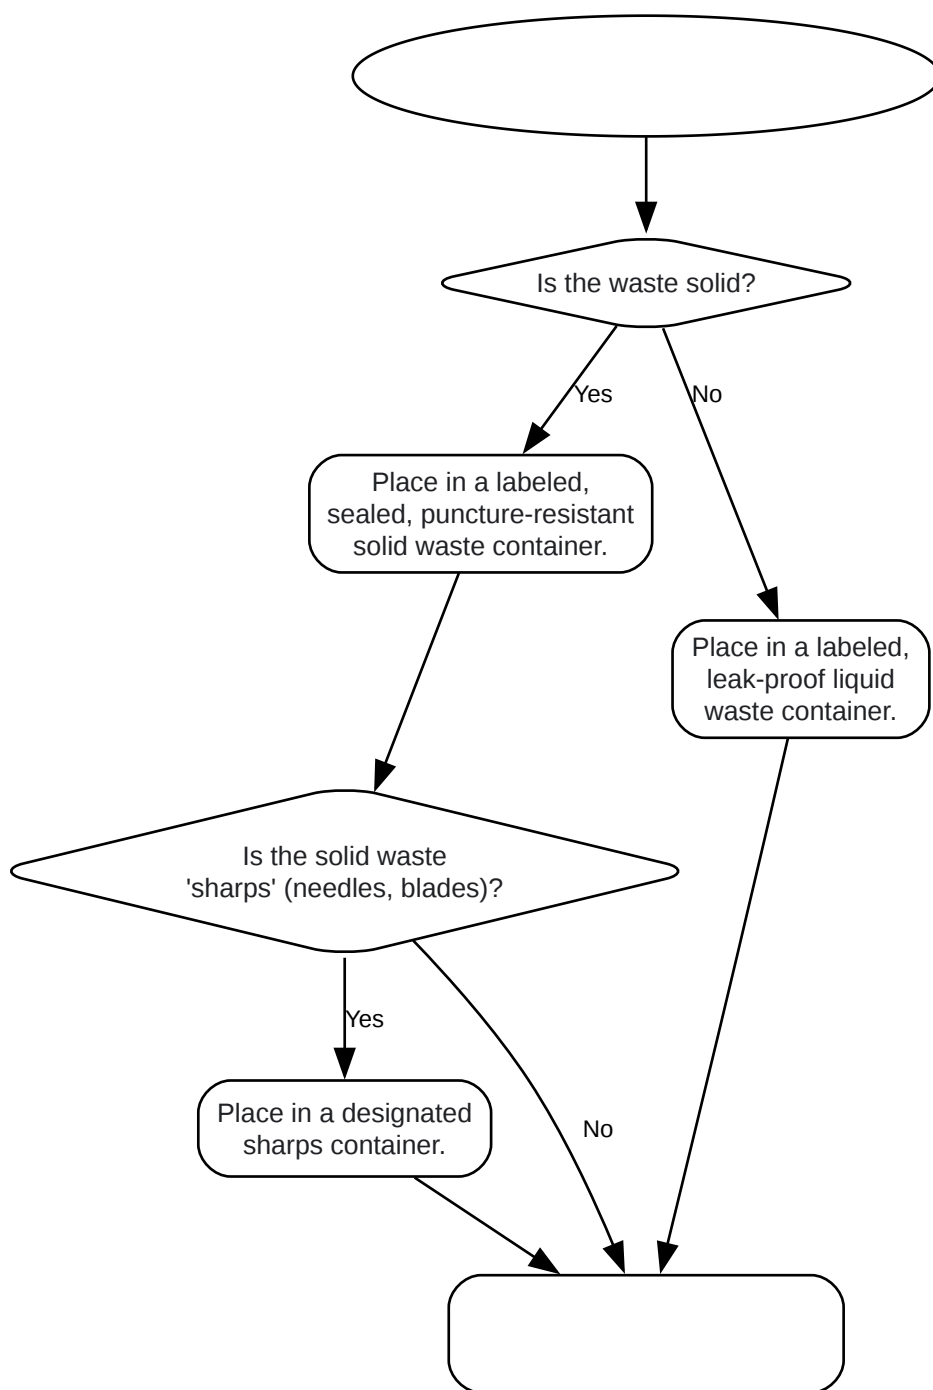 Is the waste solid?
Yes
No
Place in a labeled,
sealed, puncture-resistant
solid waste container.
Place in a labeled,
leak-proof liquid
waste container.
Is the solid waste
'sharps' (needles, blades)?
Yes
Place in a designated
sharps container.
No